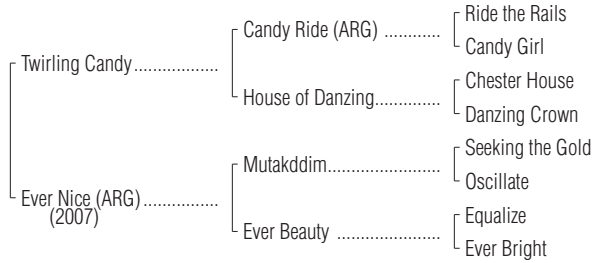 Ride the Rails
Candy Ride (ARG) ............
Candy Girl
Twirling Candy..................
Chester House
House of Danzing..............
Danzing Crown
Seeking the Gold
Mutakddim........................
Oscillate
Ever Nice (ARG)................
(2007)
Equalize
Ever Beauty ......................
Ever Bright